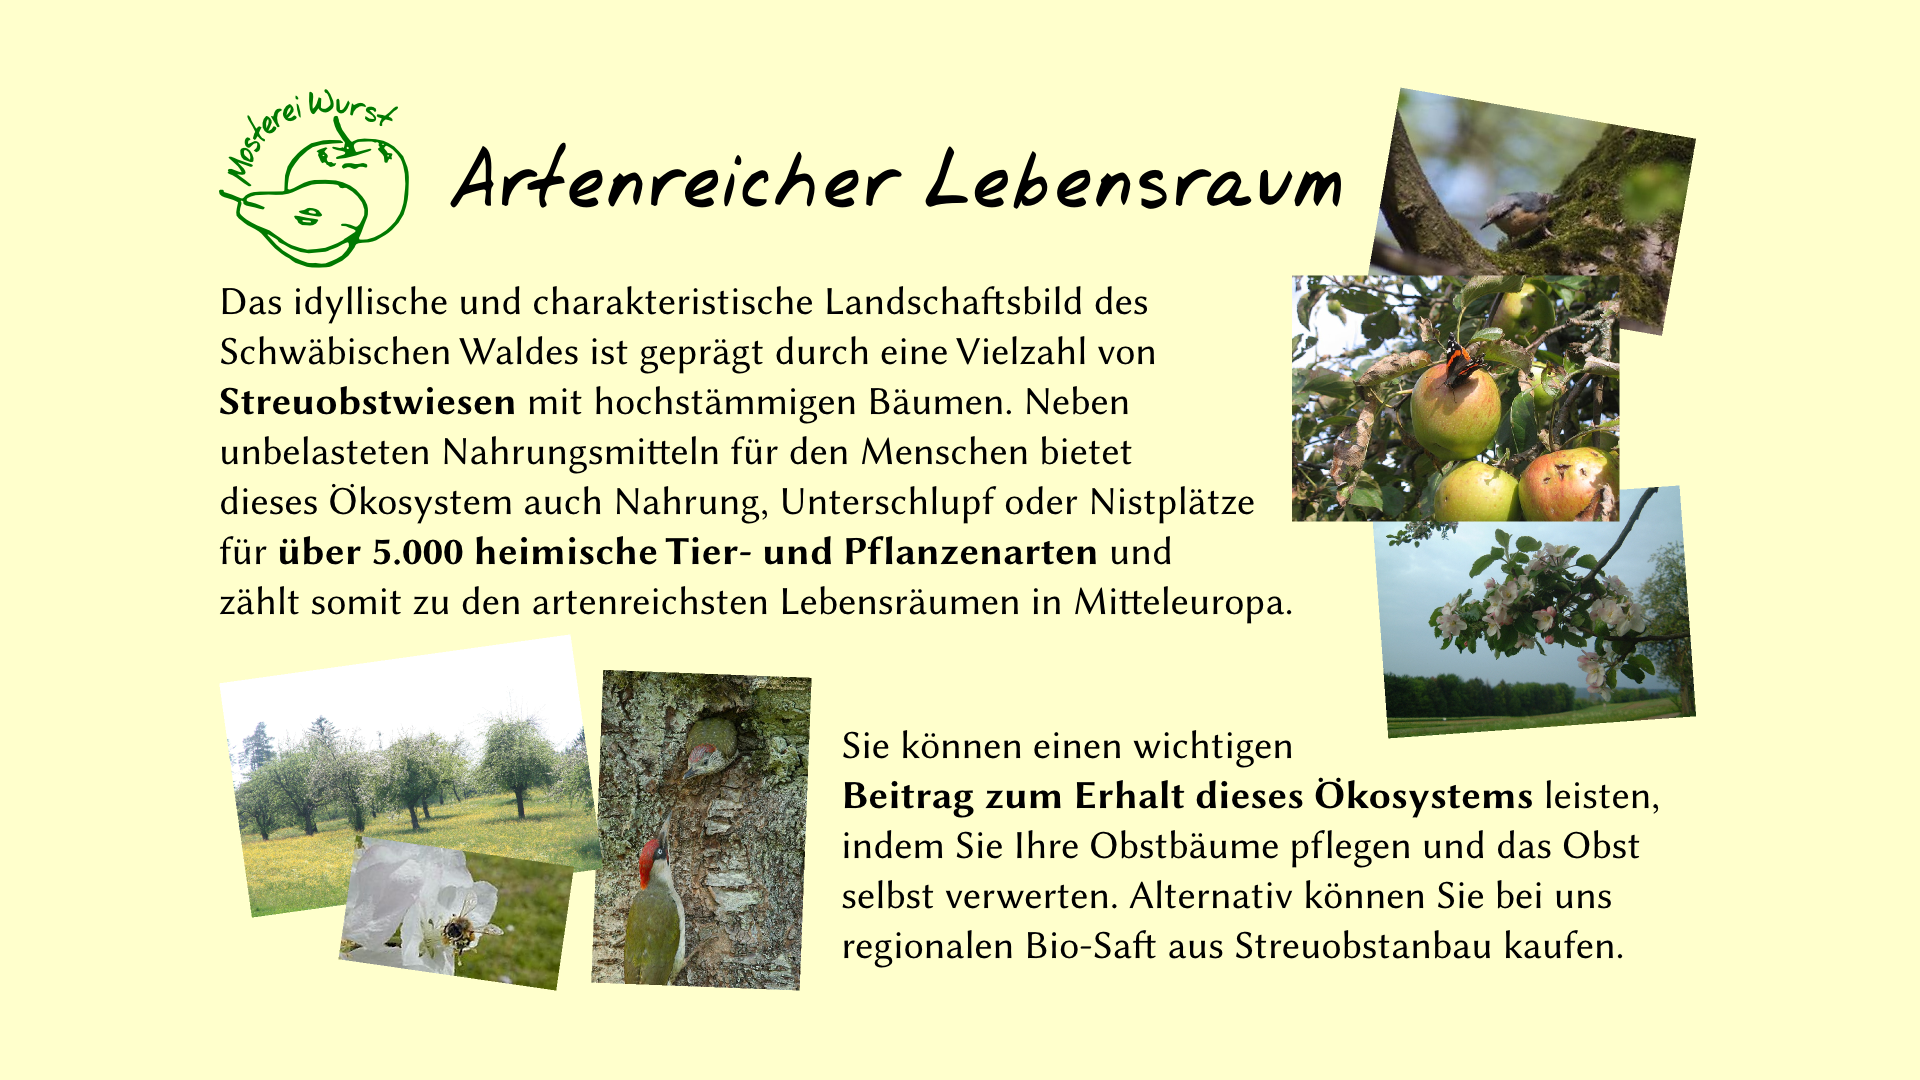 Mosterei Wurst
Artenreicher Lebensraum
Das idyllische und charakteristische Landschaftsbild des
Schwäbischen Waldes ist geprägt durch eine Vielzahl von
Streuobstwiesen mit hochstämmigen Bäumen. Neben
unbelasteten Nahrungsmitteln für den Menschen bietet
dieses Ökosystem auch Nahrung, Unterschlupf oder Nistplätze
für über 5.000 heimische Tier- und Pflanzenarten und
zählt somit zu den artenreichsten Lebensräumen in Mitteleuropa.
Sie können einen wichtigen
Beitrag zum Erhalt dieses Ökosystems leisten,
indem Sie Ihre Obstbäume pflegen und das Obst
selbst verwerten. Alternativ können Sie bei uns
regionalen Bio-Saft aus Streuobstanbau kaufen.